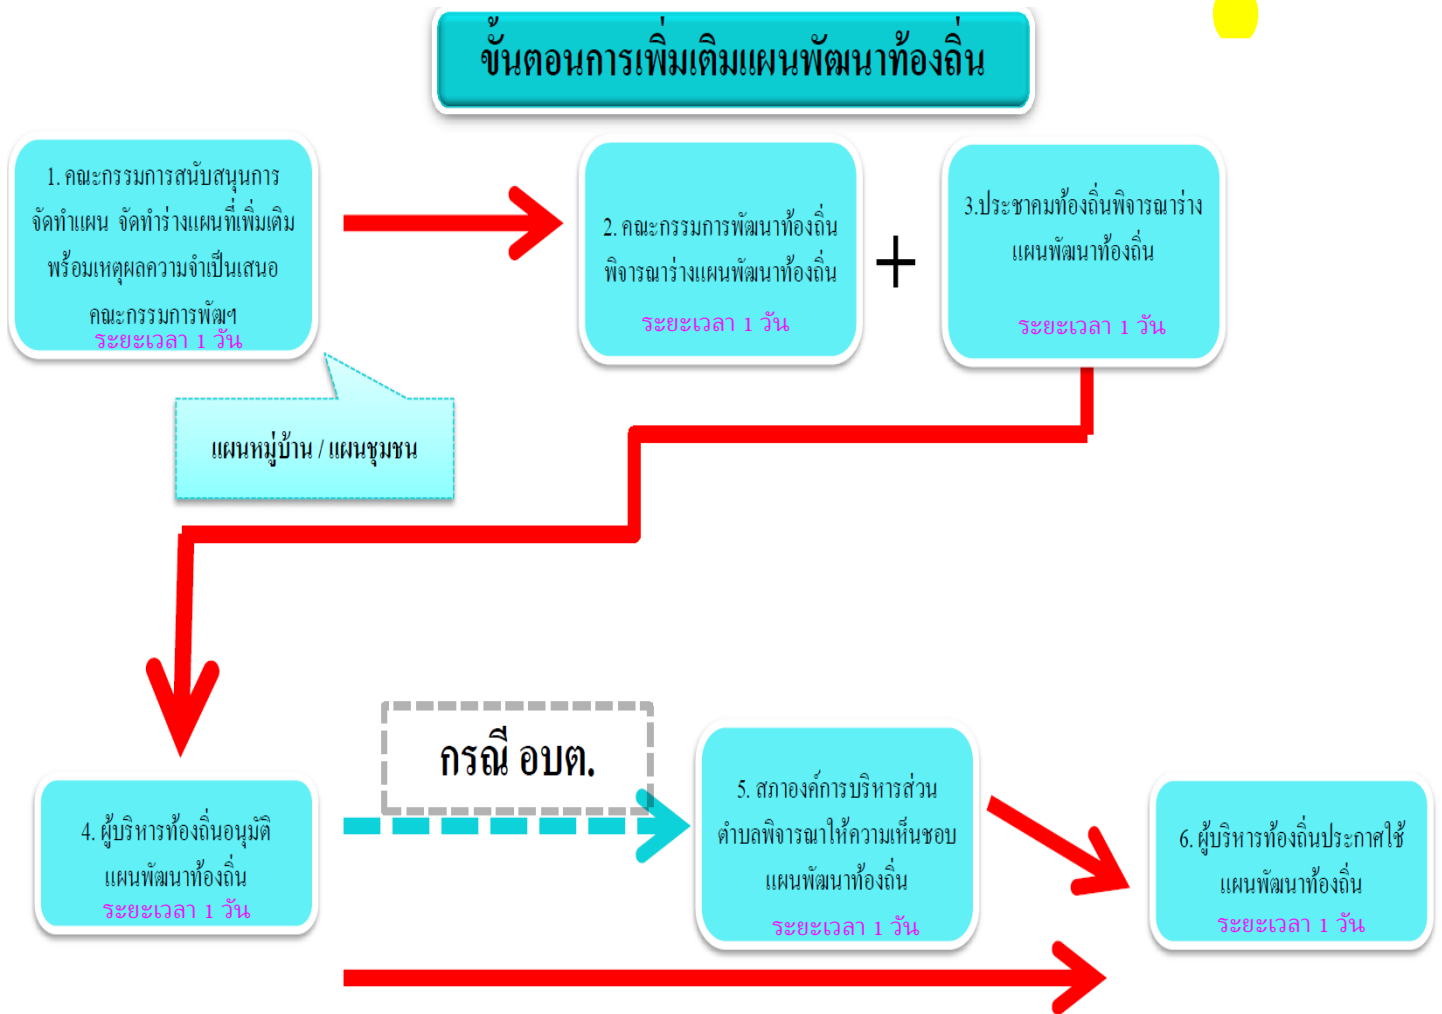 ขั้นตอนการเพิ่มเติมแผนพัฒนาท้องถิ่น
1. คณะกรรมการสนับสนุนการ
จัดทำแผน จัดทำร่างแผนที่เพิ่มเติม
พร้อมเหตุผลความจำเป็นเสนอ
คณะกรรมการพัฒฯ
ระยะเวลา 1 วัน
2. คณะกรรมการพัฒนาท้องถิ่น
พิจารณาร่างแผนพัฒนาท้องถิ่น
ระยะเวลา 1 วัน
+
3.ประชาคมท้องถิ่นพิจารณาร่าง
แผนพัฒนาท้องถิ่น
ระยะเวลา 1 วัน
แผนหมู่บ้าน / แผนชุมชน
4. ผู้บริหารท้องถิ่นอนุมัติ
แผนพัฒนาท้องถิ่น
ระยะเวลา 1 วัน
กรณี อบต.
5. สภาองค์การบริหารส่วน
ตำบลพิจารณาให้ความเห็นชอบ
แผนพัฒนาท้องถิ่น
ระยะเวลา 1 วัน
6. ผู้บริหารท้องถิ่นประกาศใช้
แผนพัฒนาท้องถิ่น
ระยะเวลา 1 วัน